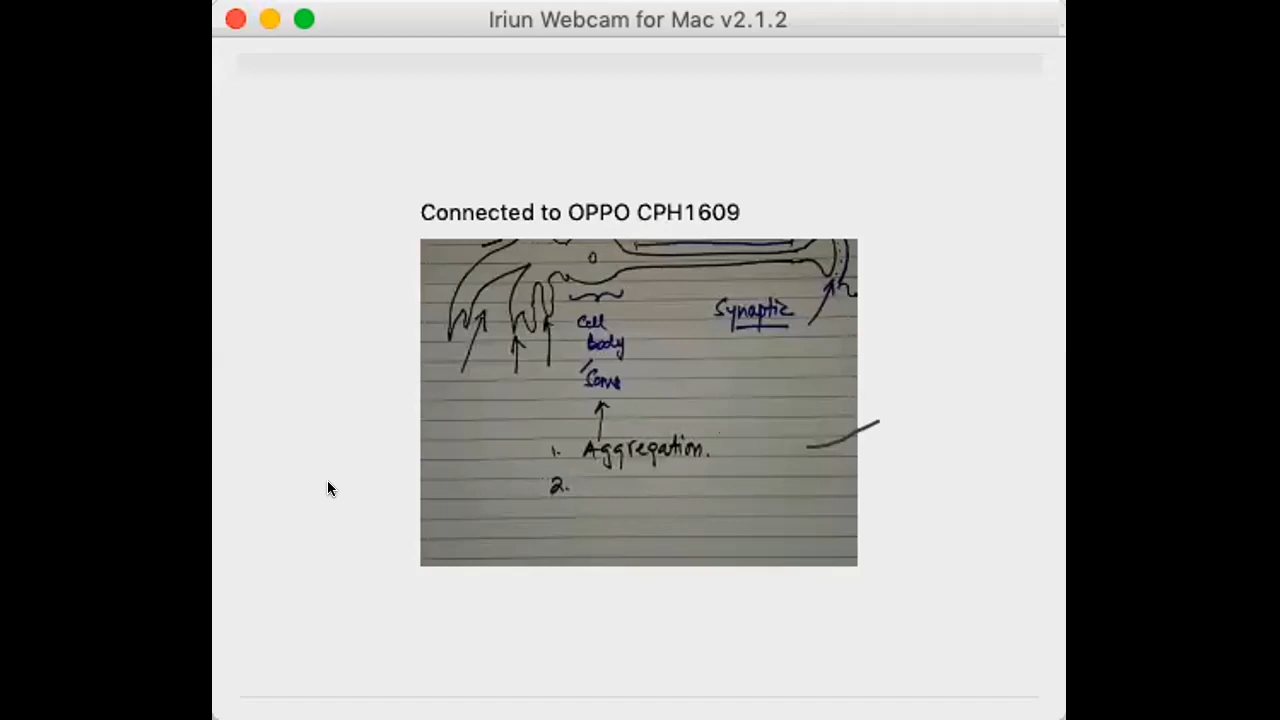 Iriun Webcam for Mac v2.1.2
Connected to OPPO CPH1609
Synaptic
Cell
Body
/Soma
1. Aggregation.
2.